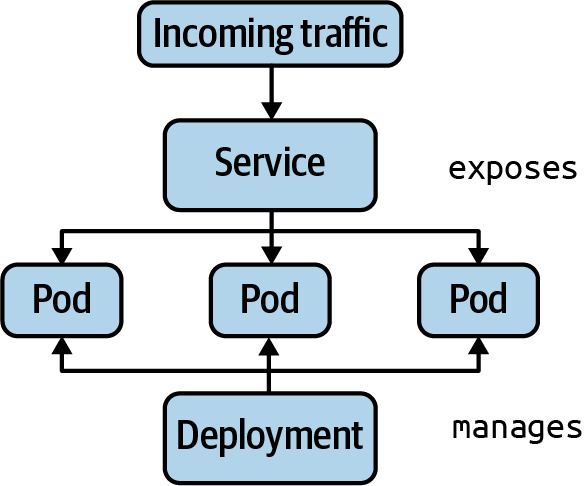 Incoming traffic
Service
exposes
Pod
Pod
Pod
Deployment
manages